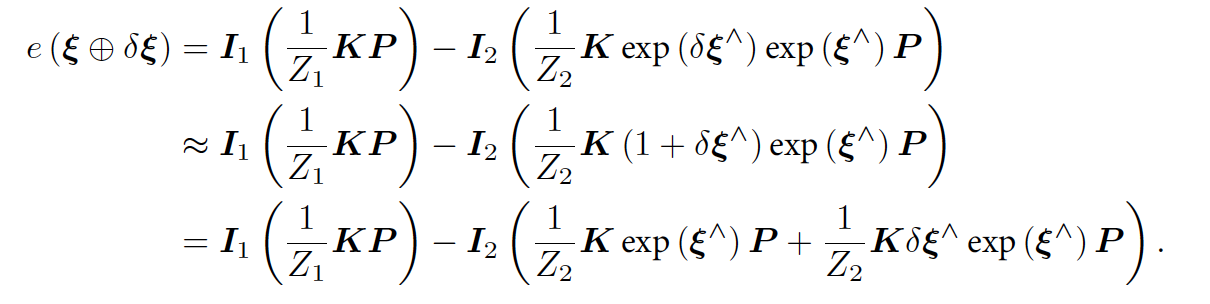 e (ξ ⊕ δξ) = I₁ ( 1/Z₁ KP ) − I₂ ( 1/Z₂ K exp (δξ^) exp (ξ^) P )
≈ I₁ ( 1/Z₁ KP ) − I₂ ( 1/Z₂ K (1 + δξ^) exp (ξ^) P )
= I₁ ( 1/Z₁ KP ) − I₂ ( 1/Z₂ K exp (ξ^) P + 1/Z₂ Kδξ^ exp (ξ^) P ) .